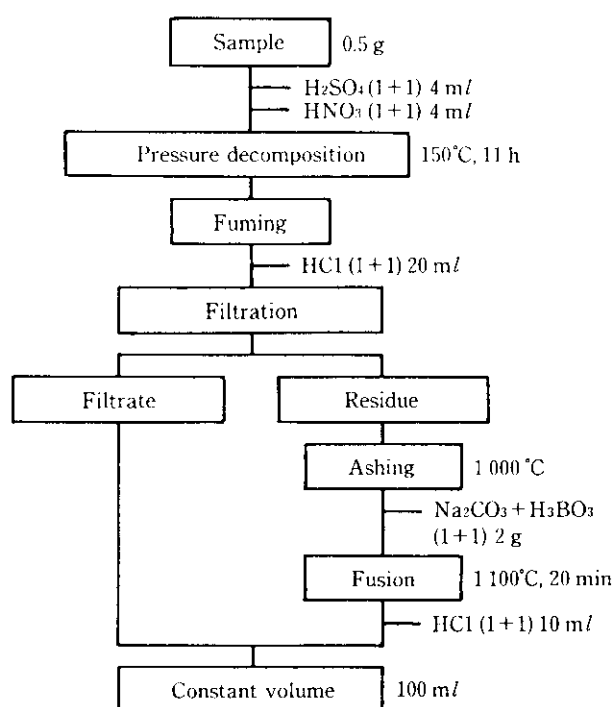 Sample 0.5 g
H₂SO₄ (1+1) 4 ml
HNO₃ (1+1) 4 ml
Pressure decomposition 150℃, 11 h
Fuming
HCl (1+1) 20 ml
Filtration
Filtrate Residue
Ashing 1 000 ℃
Na₂CO₃+H₃BO₃
(1+1) 2 g
Fusion 1 100℃, 20 min
HCl (1+1) 10 ml
Constant volume 100 ml